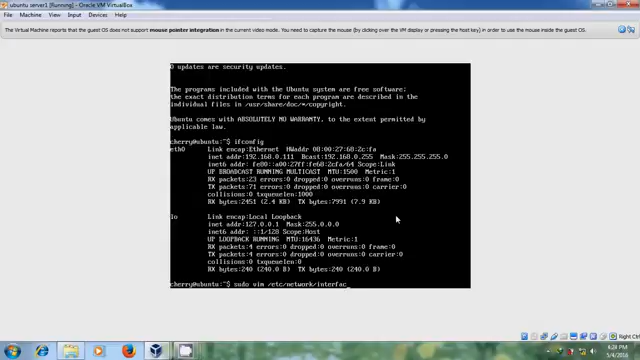 ubuntu server1 [Running] - Oracle VM VirtualBox
File Machine View Input Devices Help
The Virtual Machine reports that the guest OS does not support mouse pointer integration in the current video mode. You need to capture the mouse (by clicking over the VM display or pressing the host key) in order to use the mouse inside the guest OS.
0 updates are security updates.
The programs included with the Ubuntu system are free software;
the exact distribution terms for each program are described in the
individual files in /usr/share/doc/*/copyright.
Ubuntu comes with ABSOLUTELY NO WARRANTY, to the extent permitted by
applicable law.
cherry@ubuntu:~$ ifconfig
eth0 Link encap:Ethernet HWaddr 08:00:27:68:2c:fa
inet addr:192.168.0.111 Bcast:192.168.0.255 Mask:255.255.255.0
inet6 addr: fe80::a00:27ff:fe68:2cfa/64 Scope:Link
UP BROADCAST RUNNING MULTICAST MTU:1500 Metric:1
RX packets:23 errors:0 dropped:0 overruns:0 frame:0
TX packets:71 errors:0 dropped:0 overruns:0 carrier:0
collisions:0 txqueuelen:1000
RX bytes:2451 (2.4 KB) TX bytes:7991 (7.9 KB)
lo Link encap:Local Loopback
inet addr:127.0.0.1 Mask:255.0.0.0
inet6 addr: ::1/128 Scope:Host
UP LOOPBACK RUNNING MTU:16436 Metric:1
RX packets:4 errors:0 dropped:0 overruns:0 frame:0
TX packets:4 errors:0 dropped:0 overruns:0 carrier:0
collisions:0 txqueuelen:0
RX bytes:240 (240.0 B) TX bytes:240 (240.0 B)
cherry@ubuntu:~$ sudo vim /etc/network/interfac_
Right Ctrl
4:28 PM
5/4/2016